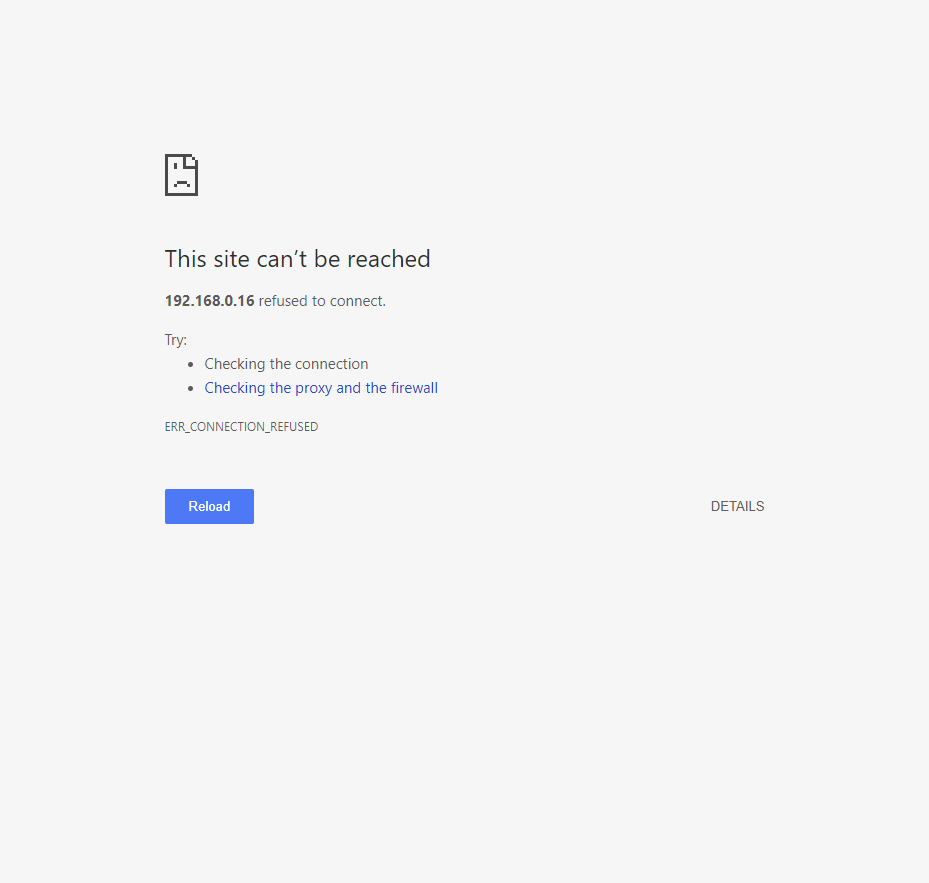 This site can’t be reached
192.168.0.16 refused to connect.
Try:
• Checking the connection
• Checking the proxy and the firewall
ERR_CONNECTION_REFUSED
Reload
DETAILS